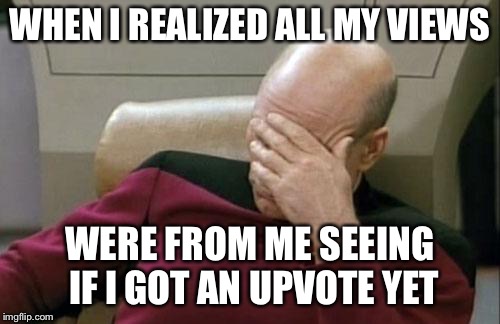 WHEN I REALIZED ALL MY VIEWS
WERE FROM ME SEEING
IF I GOT AN UPVOTE YET
imgflip.com